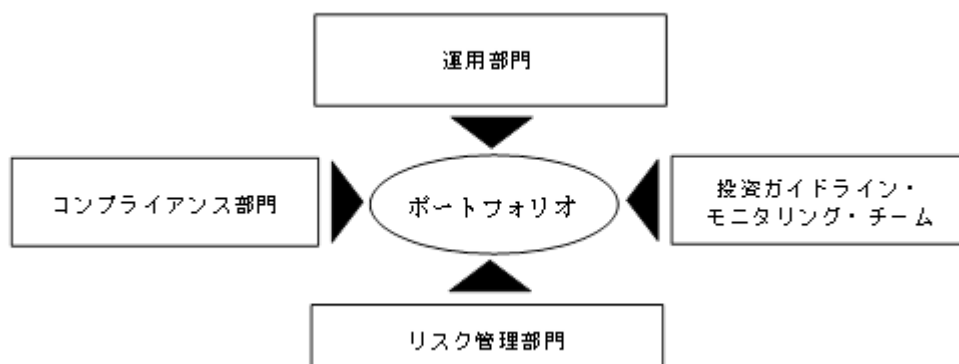 運用部門
コンプライアンス部門
ポートフォリオ
投資ガイドライン・
モニタリング・チーム
リスク管理部門